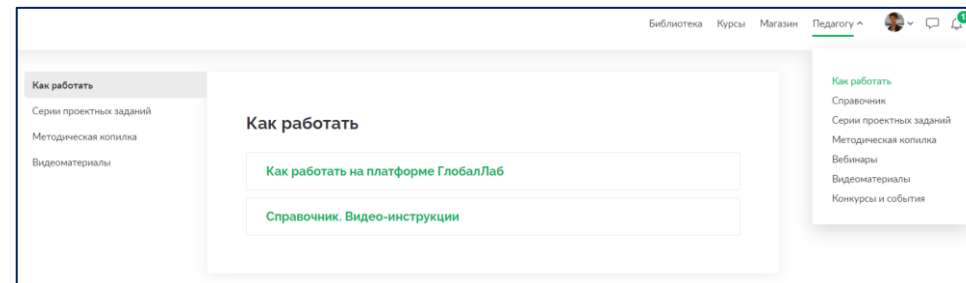 Библиотека Курсы Магазин Педагогу
1
Как работать
Серии проектных заданий
Методическая копилка
Видеоматериалы
Как работать
Как работать на платформе ГлобалЛаб
Справочник. Видео-инструкции
Как работать
Справочник
Серии проектных заданий
Методическая копилка
Вебинары
Видеоматериалы
Конкурсы и события